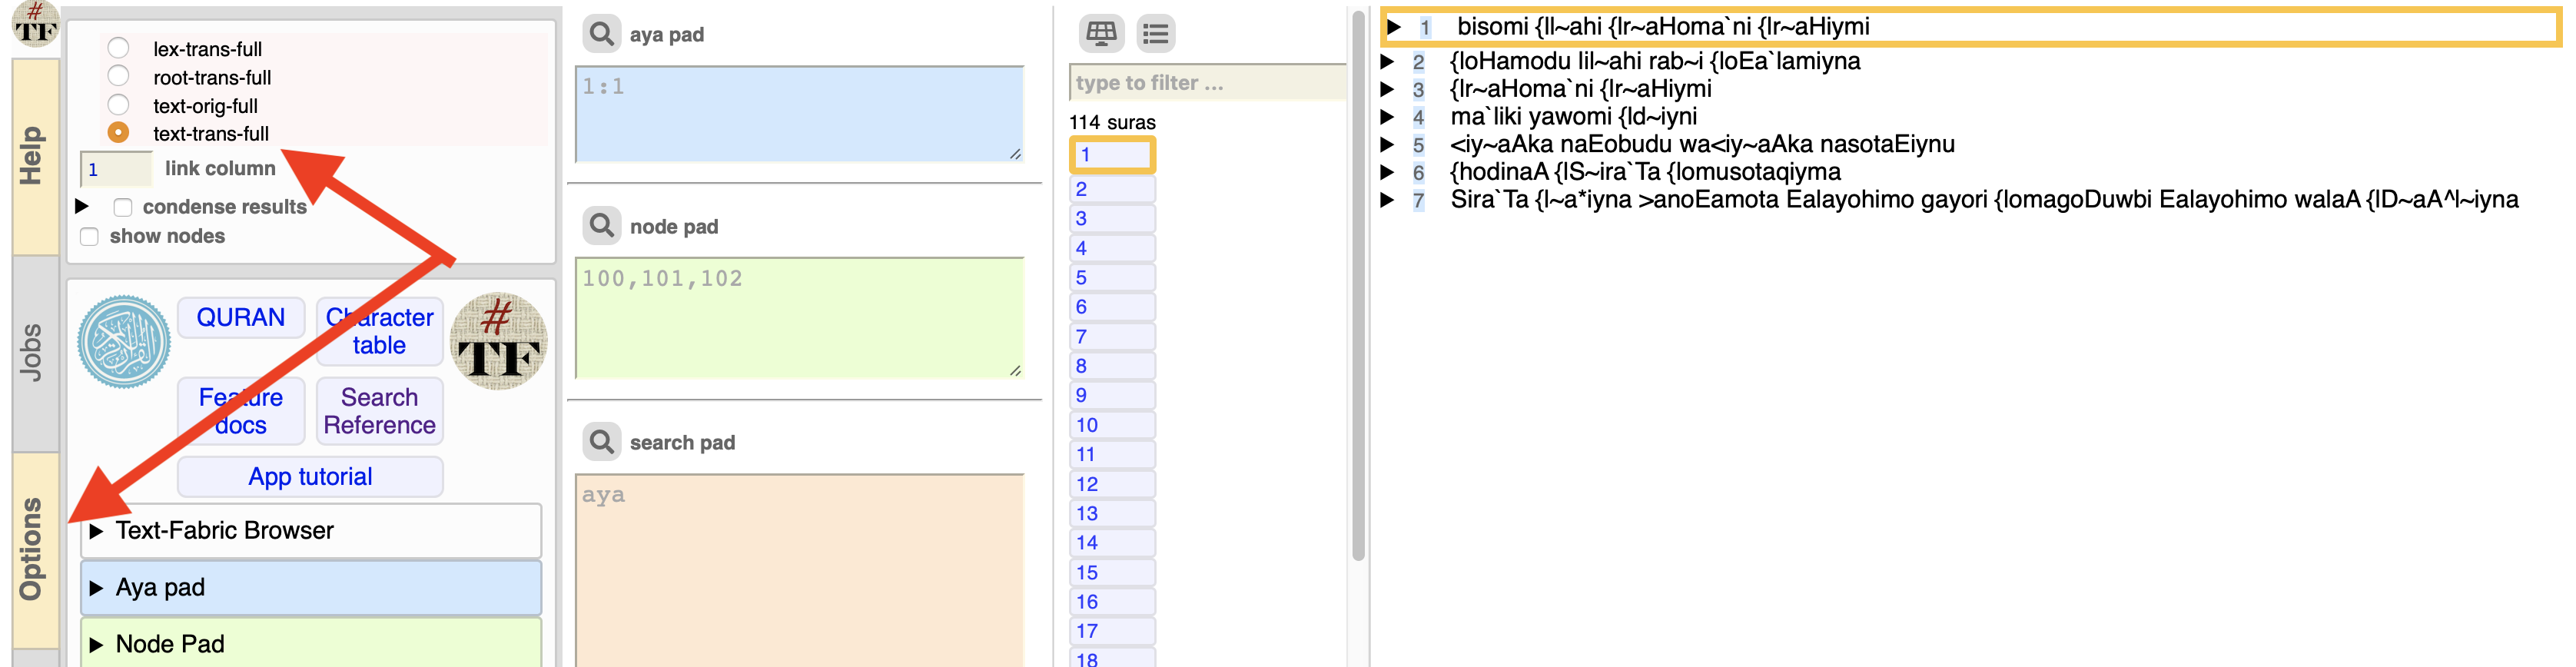 #
TF
Help
Jobs
Options
lex-trans-full
root-trans-full
text-orig-full
text-trans-full
1 link column
condense results
show nodes
QURAN
Character
table
#
TF
Feature
docs
Search
Reference
App tutorial
Text-Fabric Browser
Aya pad
Node Pad
aya pad
1:1
node pad
100,101,102
search pad
aya
type to filter ...
114 suras
1
2
3
4
5
6
7
8
9
10
11
12
13
14
15
16
17
18
1 bisomi {ll~ahi {lr~aHoma`ni {lr~aHiymi
2 {loHamodu lil~ahi rab~i {loEa`lamiyna
3 {lr~aHoma`ni {lr~aHiymi
4 ma`liki yawomi {ld~iyni
5 <iy~aAka naEobudu wa<iy~aAka nasotaEiynu
6 {hodinaA {lS~ira`Ta {lomusotaqiyma
7 Sira`Ta {l~a*iyna >anoEamota Ealayohimo gayori {lomagoDuwbi Ealayohimo walaA {lD~aA^l~iyna